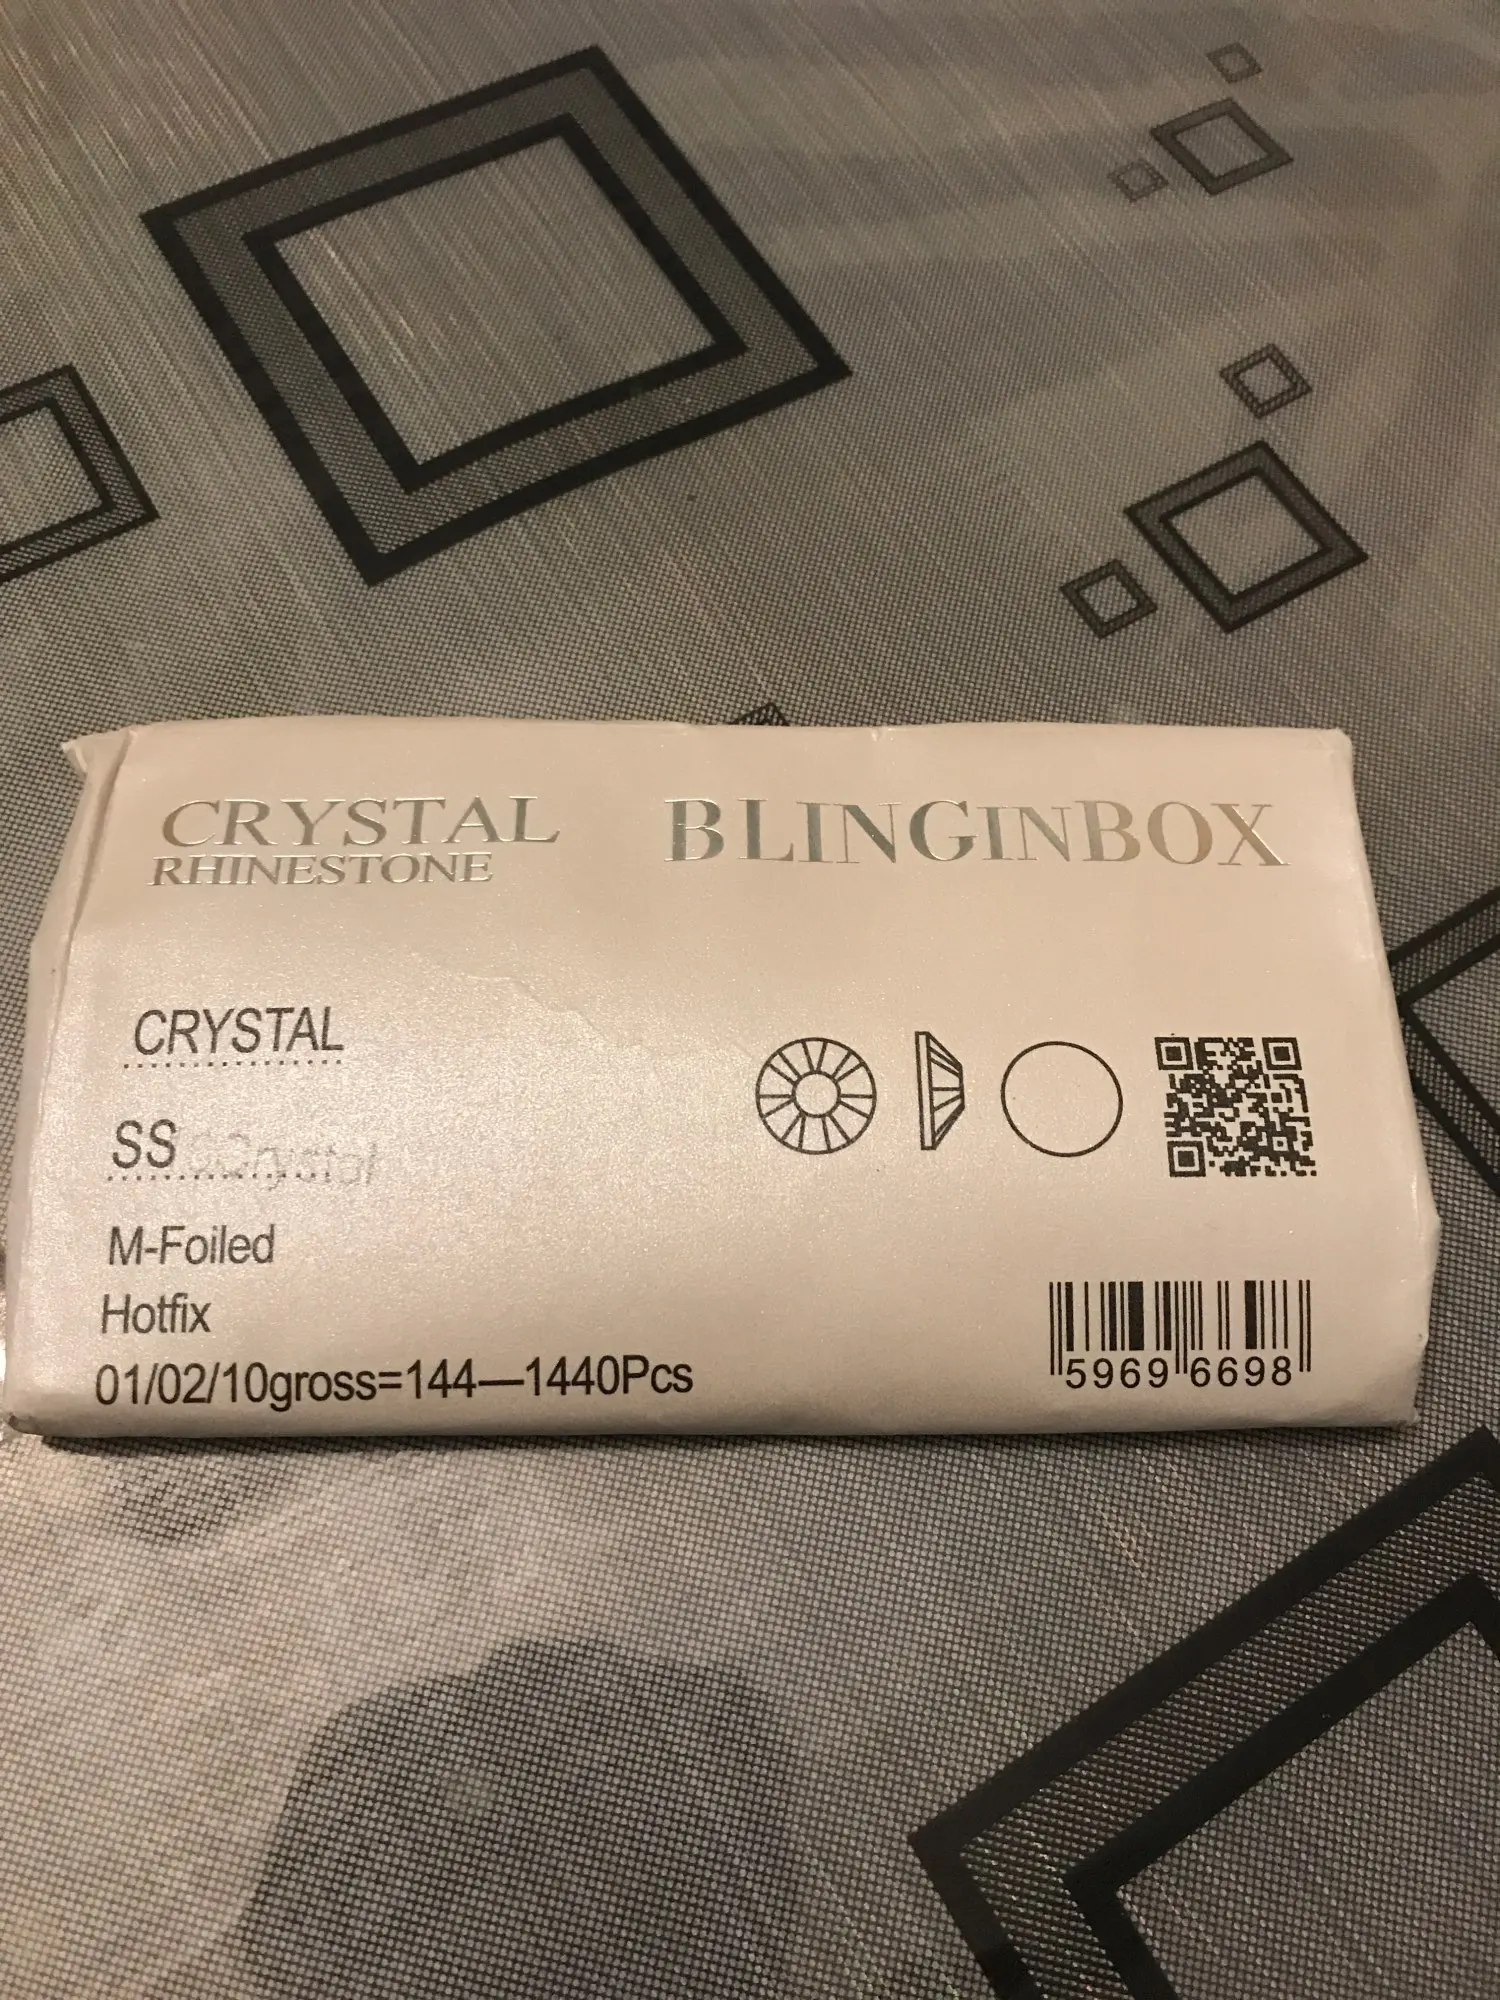 CRYSTAL
RHINESTONE
BLINGINBOX
CRYSTAL
SS
M-Foiled
Hotfix
01/02/10gross=144—1440Pcs
5969 6698